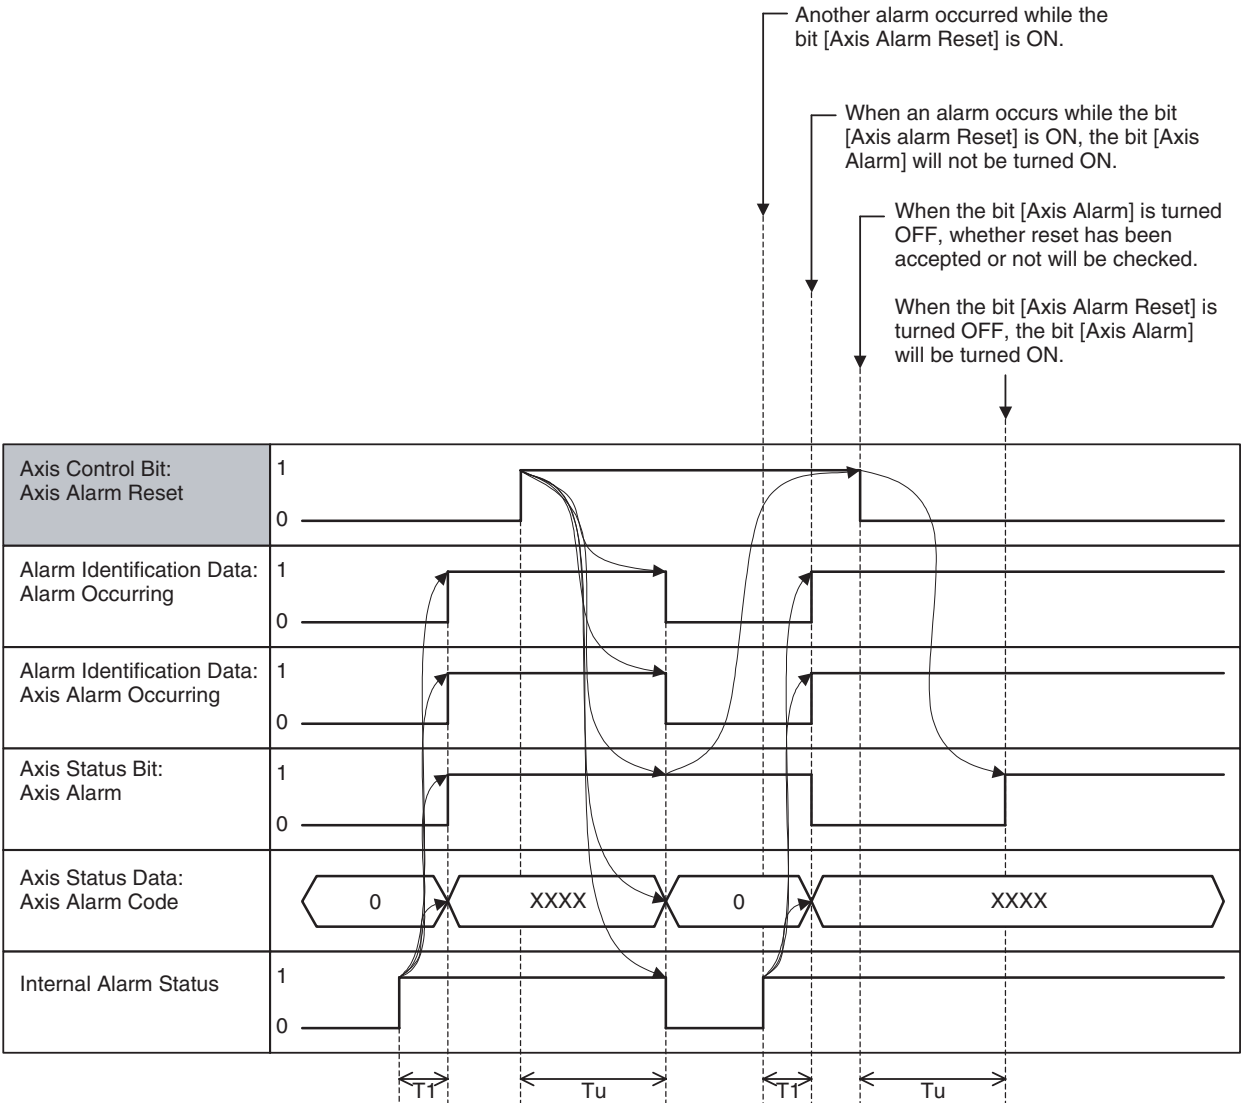 Another alarm occurred while the
bit [Axis Alarm Reset] is ON.
When an alarm occurs while the bit
[Axis alarm Reset] is ON, the bit [Axis
Alarm] will not be turned ON.
When the bit [Axis Alarm] is turned
OFF, whether reset has been
accepted or not will be checked.
When the bit [Axis Alarm Reset] is
turned OFF, the bit [Axis Alarm]
will be turned ON.
Axis Control Bit:
Axis Alarm Reset
1
0
Alarm Identification Data:
Alarm Occurring
1
0
Alarm Identification Data:
Axis Alarm Occurring
1
0
Axis Status Bit:
Axis Alarm
1
0
Axis Status Data:
Axis Alarm Code
0
XXXX
0
XXXX
Internal Alarm Status
1
0
T1
Tu
T1
Tu